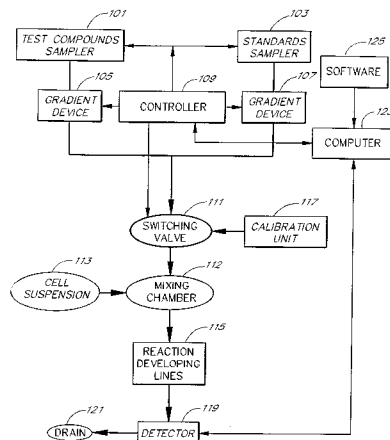 101
TEST COMPOUNDS
SAMPLER
103
STANDARDS
SAMPLER
125
SOFTWARE
105
GRADIENT
DEVICE
109
CONTROLLER
107
GRADIENT
DEVICE
123
COMPUTER
111
SWITCHING
VALVE
117
CALIBRATION
UNIT
112
MIXING
CHAMBER
113
CELL
SUSPENSION
115
REACTION
DEVELOPING
LINES
119
DETECTOR
121
DRAIN